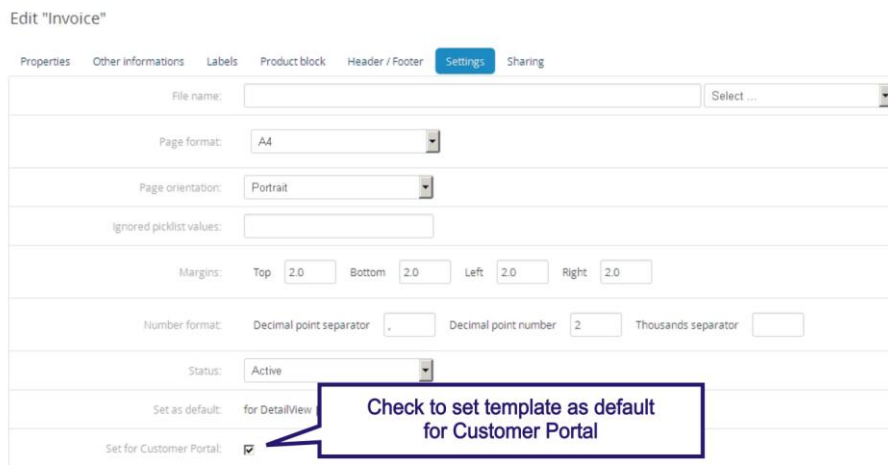 Edit "Invoice"
Properties Other informations Labels Product block Header / Footer Settings Sharing
File name: Select ...
Page format: A4
Page orientation: Portrait
Ignored picklist values:
Margins: Top 2.0 Bottom 2.0 Left 2.0 Right 2.0
Number format: Decimal point separator , Decimal point number 2 Thousands separator
Status: Active
Set as default: for DetailView
Check to set template as default
for Customer Portal
Set for Customer Portal: